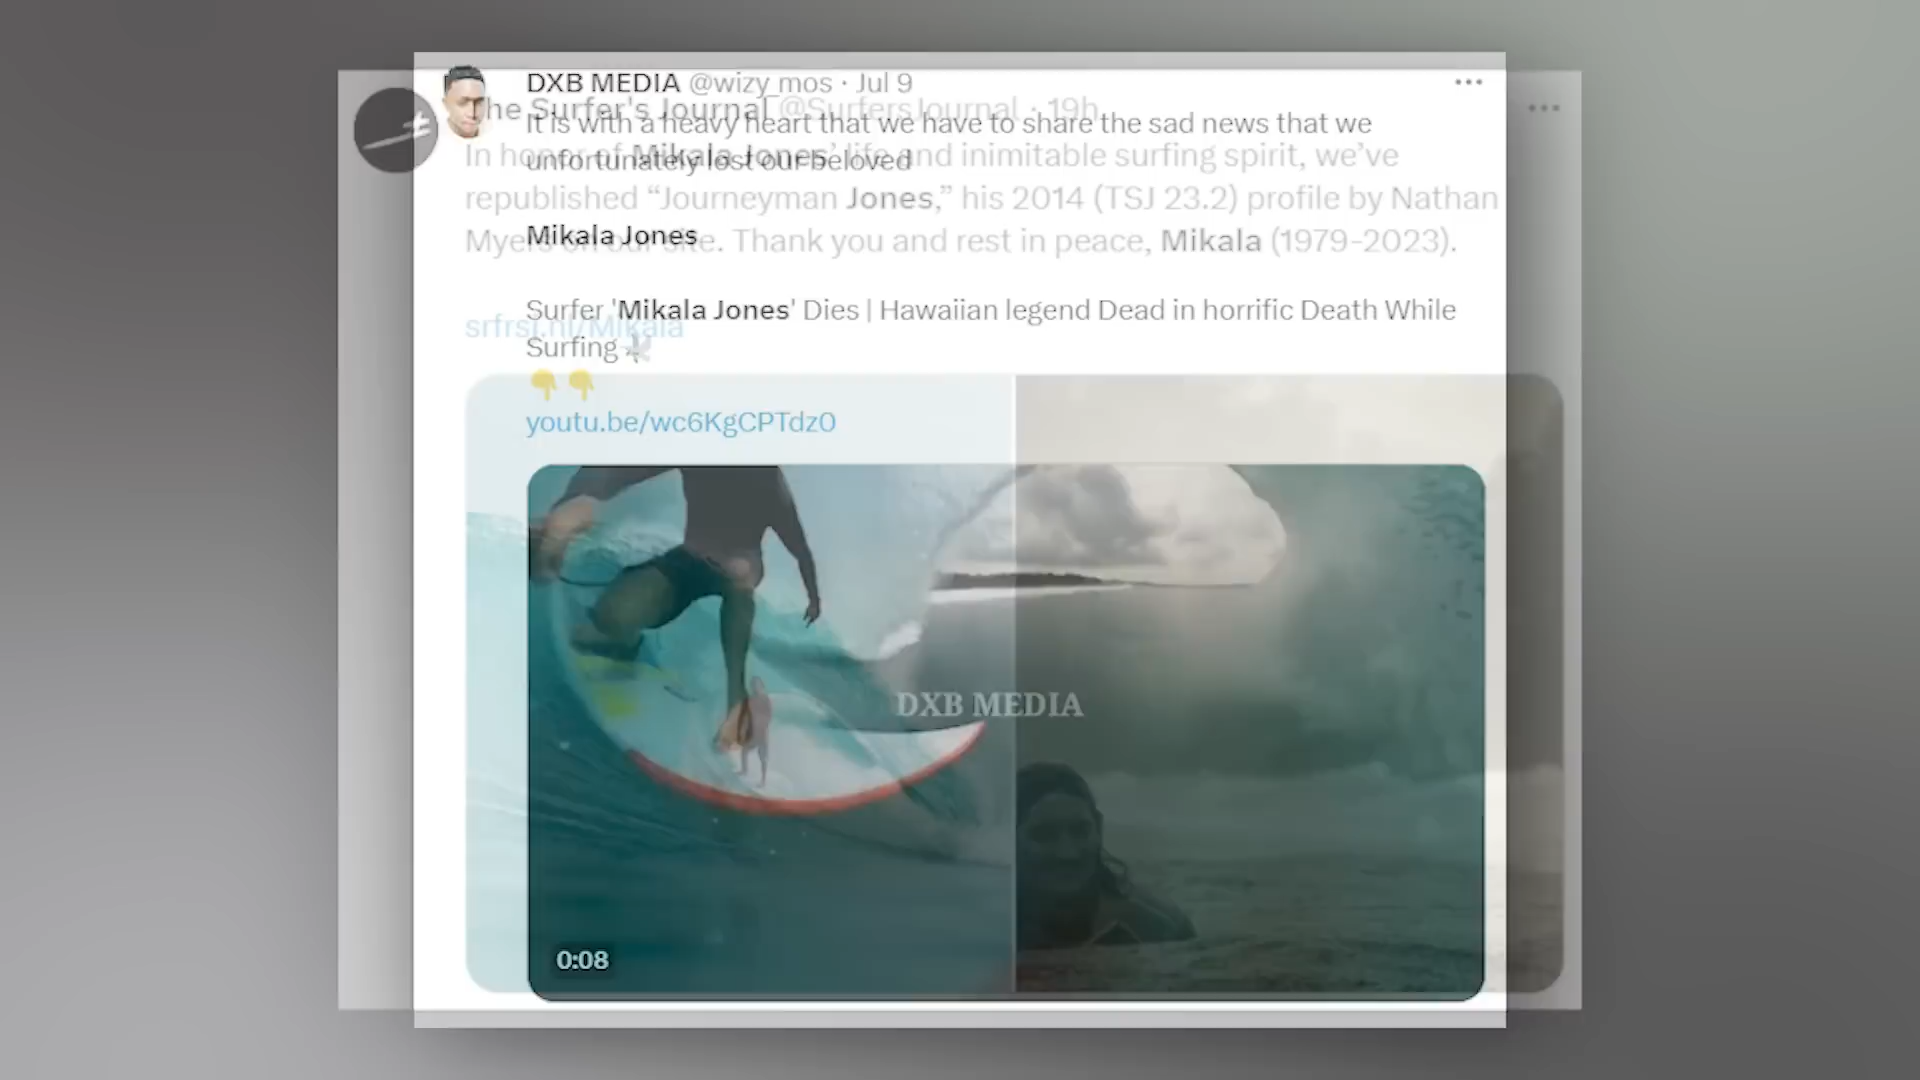 DXB MEDIA @wizy_mos · Jul 9
It is with a heavy heart that we have to share the sad news that we
unfortunately lost our beloved
Mikala Jones
Surfer 'Mikala Jones' Dies | Hawaiian legend Dead in horrific Death While
Surfing
youtu.be/wc6KgCPTdz0
DXB MEDIA
0:08
The Surfer's Journal @SurfersJournal · 19h
In honor of Mikala Jones' life and inimitable surfing spirit, we've
republished “Journeyman Jones,” his 2014 (TSJ 23.2) profile by Nathan
Myers on our site. Thank you and rest in peace, Mikala (1979-2023).
srfrsj.nl/Mikala